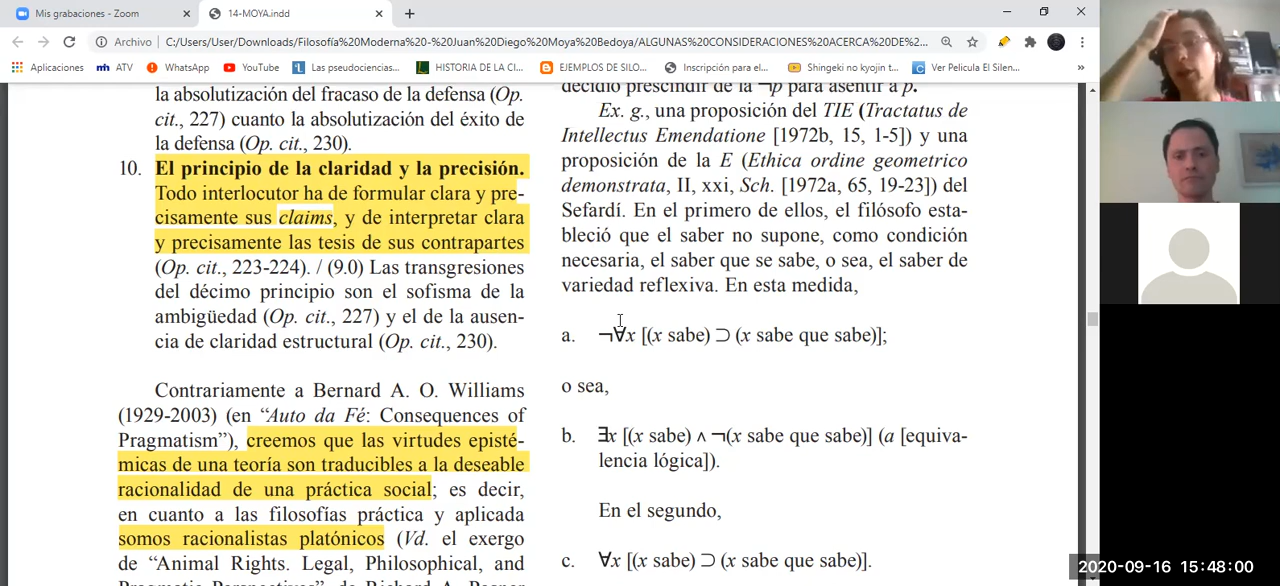 Mis grabaciones - Zoom
14-MOYA.indd
Archivo
C:/Users/User/Downloads/Filosofía%20Moderna%20-%20Juan%20Diego%20Moya%20Bedoya/ALGUNAS%20CONSIDERACIONES%20ACERCA%20DE%...
Aplicaciones
ATV
WhatsApp
YouTube
Las pseudociencias...
HISTORIA DE LA CI...
EJEMPLOS DE SILO...
Inscripción para el...
Shingeki no kyojin t...
Ver Pelicula El Silen...
»
la absolutización del fracaso de la defensa (Op.
cit., 227) cuanto la absolutización del éxito de
la defensa (Op. cit., 230).
10. El principio de la claridad y la precisión.
Todo interlocutor ha de formular clara y pre-
cisamente sus claims, y de interpretar clara
y precisamente las tesis de sus contrapartes
(Op. cit., 223-224). / (9.0) Las transgresiones
del décimo principio son el sofisma de la
ambigüedad (Op. cit., 227) y el de la ausen-
cia de claridad estructural (Op. cit., 230).
Contrariamente a Bernard A. O. Williams
(1929-2003) (en “Auto da Fé: Consequences of
Pragmatism”), creemos que las virtudes episté-
micas de una teoría son traducibles a la deseable
racionalidad de una práctica social; es decir,
en cuanto a las filosofías práctica y aplicada
somos racionalistas platónicos (Vd. el exergo
de “Animal Rights. Legal, Philosophical, and
Pragmatic Perspectives”, de Richard A. Posner
decidió prescindir de la ¬p para asentir a p.
Ex. g., una proposición del TIE (Tractatus de
Intellectus Emendatione [1972b, 15, 1-5]) y una
proposición de la E (Ethica ordine geometrico
demonstrata, II, xxi, Sch. [1972a, 65, 19-23]) del
Sefardí. En el primero de ellos, el filósofo esta-
bleció que el saber no supone, como condición
necesaria, el saber que se sabe, o sea, el saber de
variedad reflexiva. En esta medida,
a. ¬∀x [(x sabe) ⊃ (x sabe que sabe)];
o sea,
b. ∃x [(x sabe) ∧ ¬(x sabe que sabe)] (a [equiva-
lencia lógica]).
En el segundo,
c. ∀x [(x sabe) ⊃ (x sabe que sabe)].
2020-09-16 15:48:00